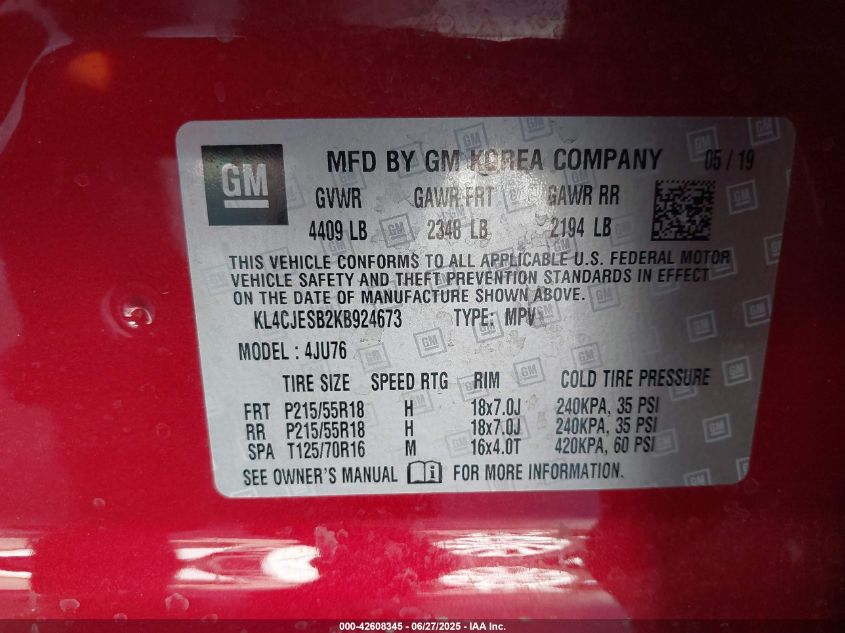 GM
MFD BY GM KOREA COMPANY 05/19
GVWR GAWR FRT GAWR RR
4409 LB 2348 LB 2194 LB
THIS VEHICLE CONFORMS TO ALL APPLICABLE U.S. FEDERAL MOTOR
VEHICLE SAFETY AND THEFT PREVENTION STANDARDS IN EFFECT
ON THE DATE OF MANUFACTURE SHOWN ABOVE.
KL4CJESB2KB924673 TYPE: MPV
MODEL : 4JU76
TIRE SIZE SPEED RTG RIM COLD TIRE PRESSURE
FRT P215/55R18 H 18x7.0J 240KPA, 35 PSI
RR P215/55R18 H 18x7.0J 240KPA, 35 PSI
SPA T125/70R16 M 16x4.0T 420KPA, 60 PSI
SEE OWNER'S MANUAL FOR MORE INFORMATION.
000-42608345 - 06/27/2025 - IAA Inc.